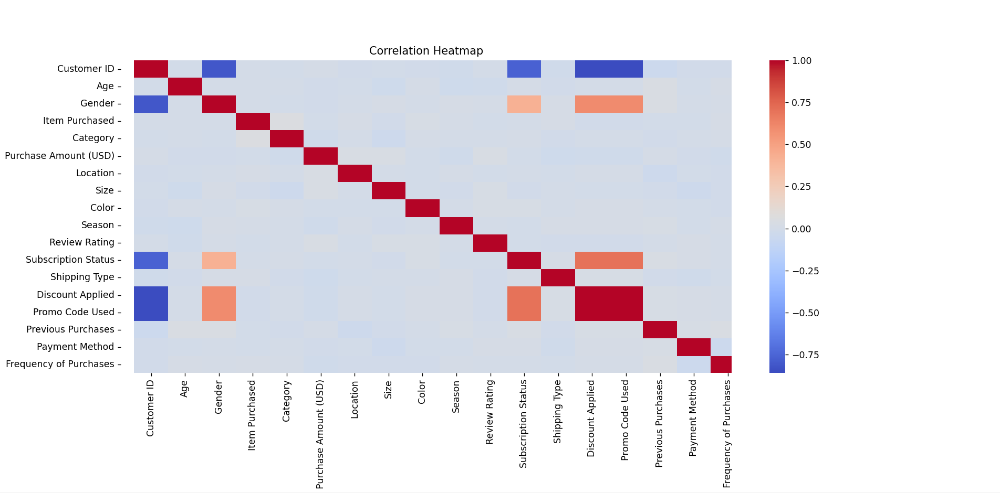 Correlation Heatmap
Customer ID
Age
Gender
Item Purchased
Category
Purchase Amount (USD)
Location
Size
Color
Season
Review Rating
Subscription Status
Shipping Type
Discount Applied
Promo Code Used
Previous Purchases
Payment Method
Frequency of Purchases
Customer ID
Age
Gender
Item Purchased
Category
Purchase Amount (USD)
Location
Size
Color
Season
Review Rating
Subscription Status
Shipping Type
Discount Applied
Promo Code Used
Previous Purchases
Payment Method
Frequency of Purchases
1.00
0.75
0.50
0.25
0.00
−0.25
−0.50
−0.75